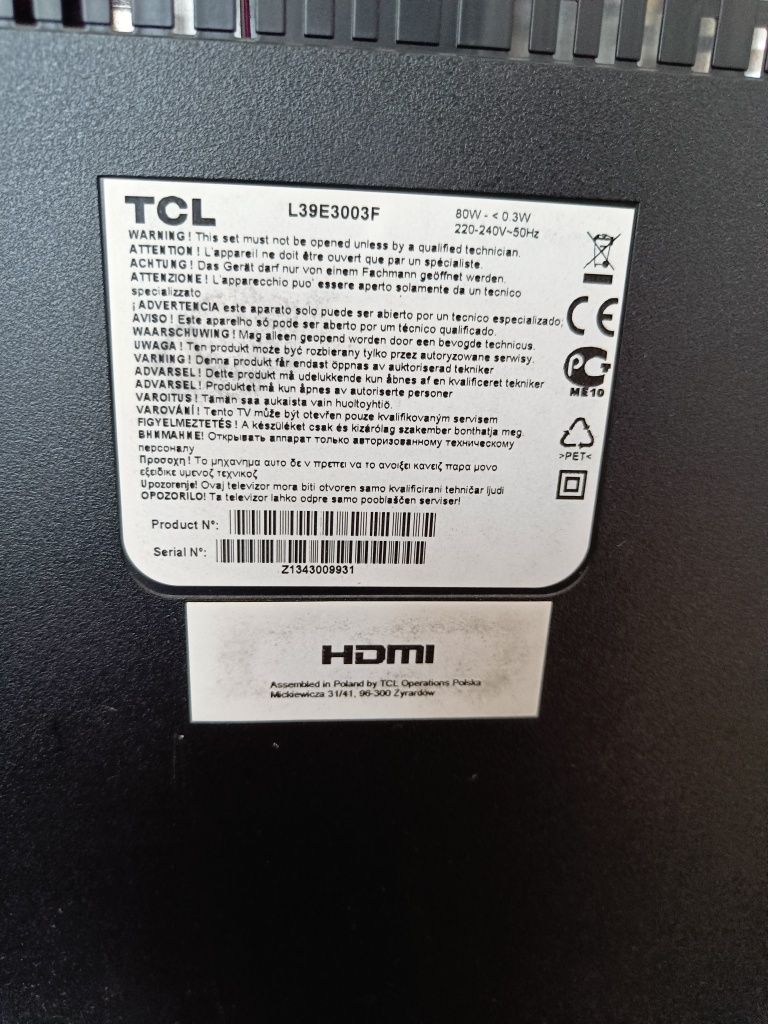 TCL L39E3003F 80W - < 0.3W
220-240V~50Hz
WARNING ! This set must not be opened unless by a qualified technician.
ATTENTION ! L'appareil ne doit être ouvert que par un spécialiste.
ACHTUNG ! Das Gerät darf nur von einem Fachmann geöffnet werden.
ATTENZIONE ! L'apparecchio puo' essere aperto solamente da un tecnico
specializzato
¡ADVERTENCIA este aparato solo puede ser abierto por un tecnico especializado;
AVISO ! Este aparelho só pode ser aberto por um técnico qualificado.
WAARSCHUWING ! Mag alleen geopend worden door een bevogde technicus.
UWAGA ! Ten produkt może być rozbierany tylko przez autoryzowane serwisy.
VARNING ! Denna produkt får endast öppnas av auktoriserad tekniker
ADVARSEL ! Dette produkt må udelukkende kun åbnes af en kvalificeret tekniker
ADVARSEL ! Produktet må kun åpnes av autoriserte personer
VAROITUS ! Tämän saa aukaista vain huoltoyhtiö.
VAROVÁNÍ ! Tento TV může být otevřen pouze kvalifikovaným servisem
FIGYELMEZTETÉS ! A készüléket csak és kizárólag szakember bonthatja meg.
ВНИМАНИЕ! Открывать аппарат только авторизованному техническому
персоналу
Προσοχη ! Το μηχανημα αυτο δε ν πρεπει να το ανοιξει κανειζ παρα μονο
εξειδικε υμενοζ τεχνικοζ
Upozorenje! Ovaj televizor mora biti otvoren samo kvalificirani tehničar ljudi
OPOZORILO! Ta televizor lahko odpre samo pooblaščen serviser!
CE
ME10
>PET<
Product N°:
Serial N°:
Z1343009931
HDMI
Assembled in Poland by TCL Operations Polska
Mickiewicza 31/41, 96-300 Żyrardów